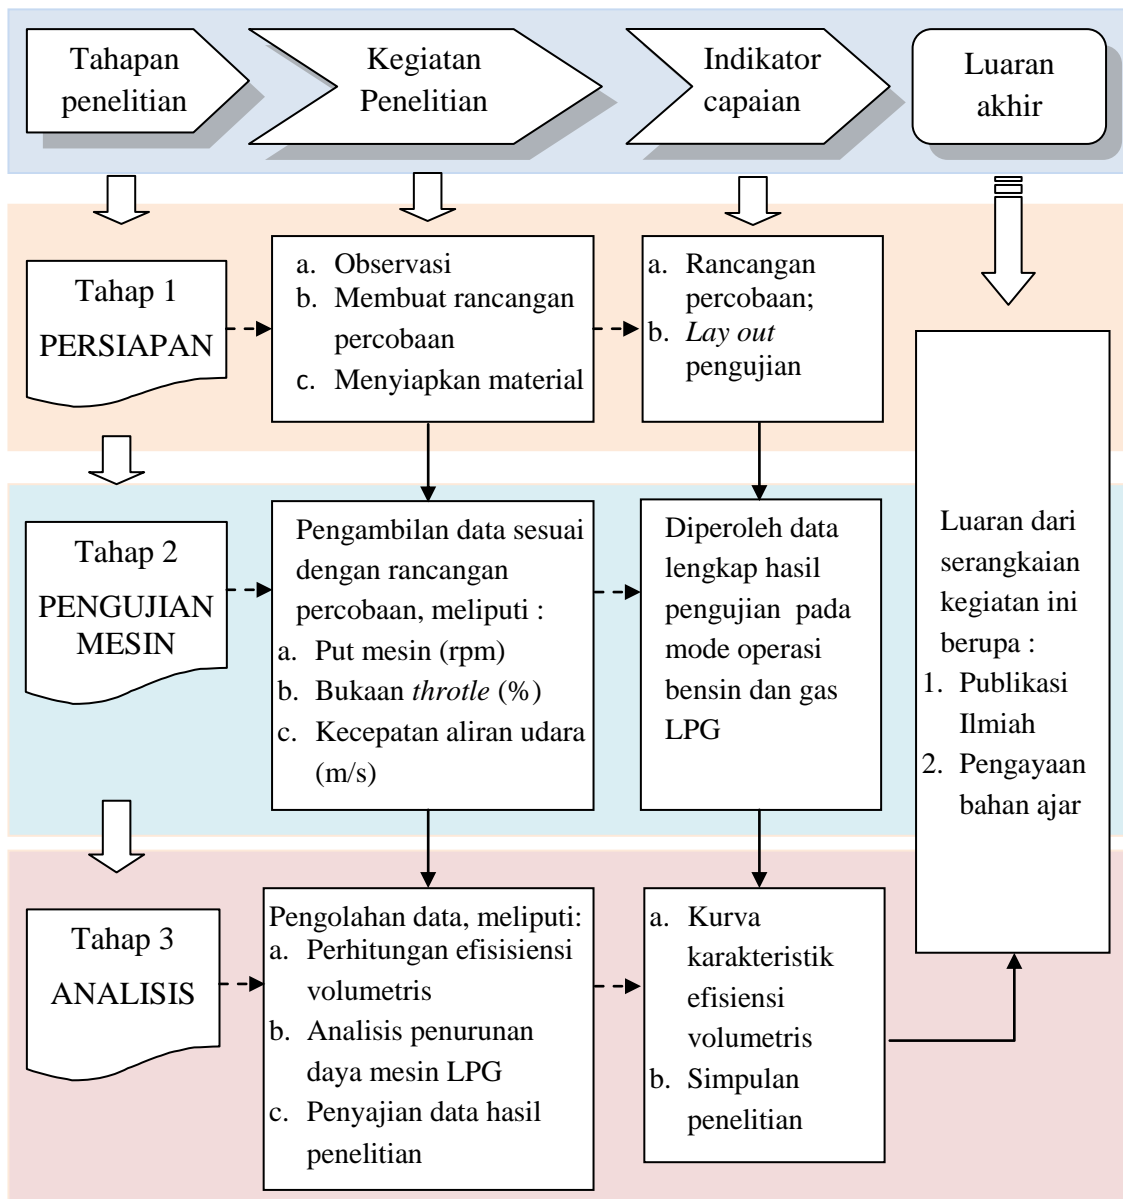 Tahapan
penelitian
Kegiatan
Penelitian
Indikator
capaian
Luaran
akhir
Tahap 1
PERSIAPAN
a. Observasi
b. Membuat rancangan
percobaan
c. Menyiapkan material
a. Rancangan
percobaan;
b. Lay out
pengujian
Tahap 2
PENGUJIAN
MESIN
Pengambilan data sesuai
dengan rancangan
percobaan, meliputi :
a. Put mesin (rpm)
b. Bukaan throtle (%)
c. Kecepatan aliran udara
(m/s)
Diperoleh data
lengkap hasil
pengujian pada
mode operasi
bensin dan gas
LPG
Luaran dari
serangkaian
kegiatan ini
berupa :
1. Publikasi
Ilmiah
2. Pengayaan
bahan ajar
Tahap 3
ANALISIS
Pengolahan data, meliputi:
a. Perhitungan efisisiensi
volumetris
b. Analisis penurunan
daya mesin LPG
c. Penyajian data hasil
penelitian
a. Kurva
karakteristik
efisiensi
volumetris
b. Simpulan
penelitian